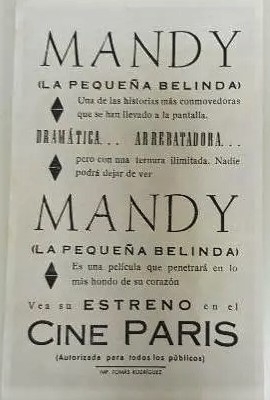 MANDY
(LA PEQUEÑA BELINDA)
Una de las historias más conmovedoras
que se han llevado a la pantalla.
DRAMÁTICA... ARREBATADORA...
pero con una ternura ilimitada. Nadie
podrá dejar de ver
MANDY
(LA PEQUEÑA BELINDA)
Es una película que penetrará en lo
más hondo de su corazón
Vea su ESTRENO en el
CINE PARIS
(Autorizada para todos los públicos)
IMP. TOMÁS RODRÍGUEZ